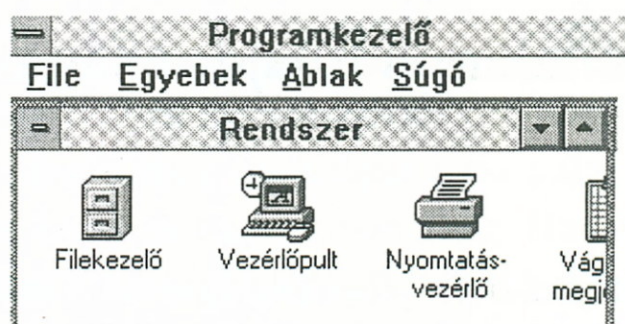 Programkezelő
File Egyebek Ablak Súgó
Rendszer
Filekezelő Vezérlőpult Nyomtatás-
vezérlő